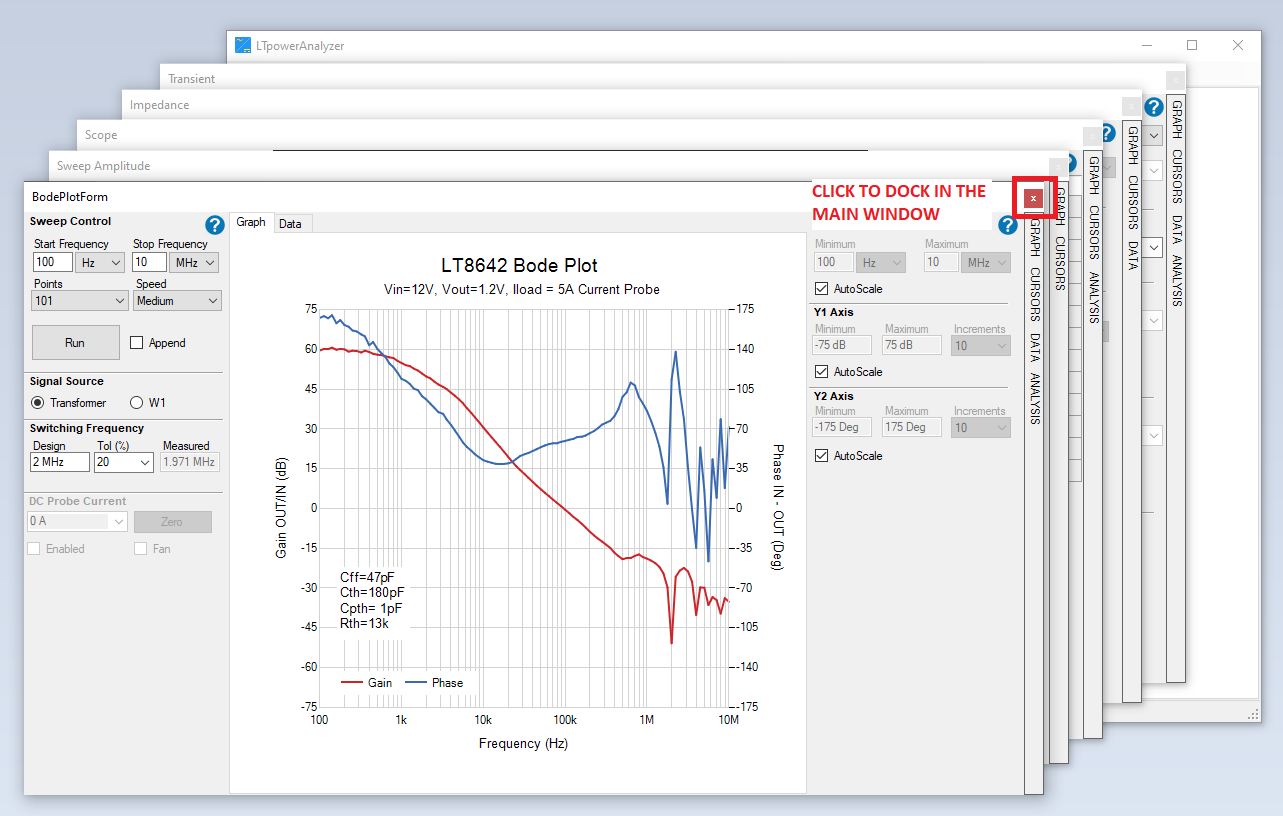 LTpowerAnalyzer
Transient
Impedance
Scope
Sweep Amplitude
BodePlotForm
CLICK TO DOCK IN THE
MAIN WINDOW
x
Sweep Control
?
Start Frequency Stop Frequency
100 Hz 10 MHz
Points Speed
101 Medium
Run Append
Signal Source
Transformer W1
Switching Frequency
Design Tol (%) Measured
2 MHz 20 1.971 MHz
DC Probe Current
0 A Zero
Enabled Fan
Graph Data
LT8642 Bode Plot
Vin=12V, Vout=1.2V, Iload = 5A Current Probe
75
60
45
30
15
0
-15
-30
-45
-60
-75
Gain OUT/IN (dB)
175
140
105
70
35
0
-35
-70
-105
-140
-175
Phase IN - OUT (Deg)
Cff=47pF
Cth=180pF
Cpth= 1pF
Rth=13k
Gain Phase
100 1k 10k 100k 1M 10M
Frequency (Hz)
?
Minimum Maximum
100 Hz 10 MHz
AutoScale
Y1 Axis
Minimum Maximum Increments
-75 dB 75 dB 10
AutoScale
Y2 Axis
Minimum Maximum Increments
-175 Deg 175 Deg 10
AutoScale
GRAPH CURSORS DATA ANALYSIS
GRAPH CURSORS
GRAPH CURSORS ANALYSIS
GRAPH CURSORS DATA
GRAPH CURSORS DATA ANALYSIS
?
?
?